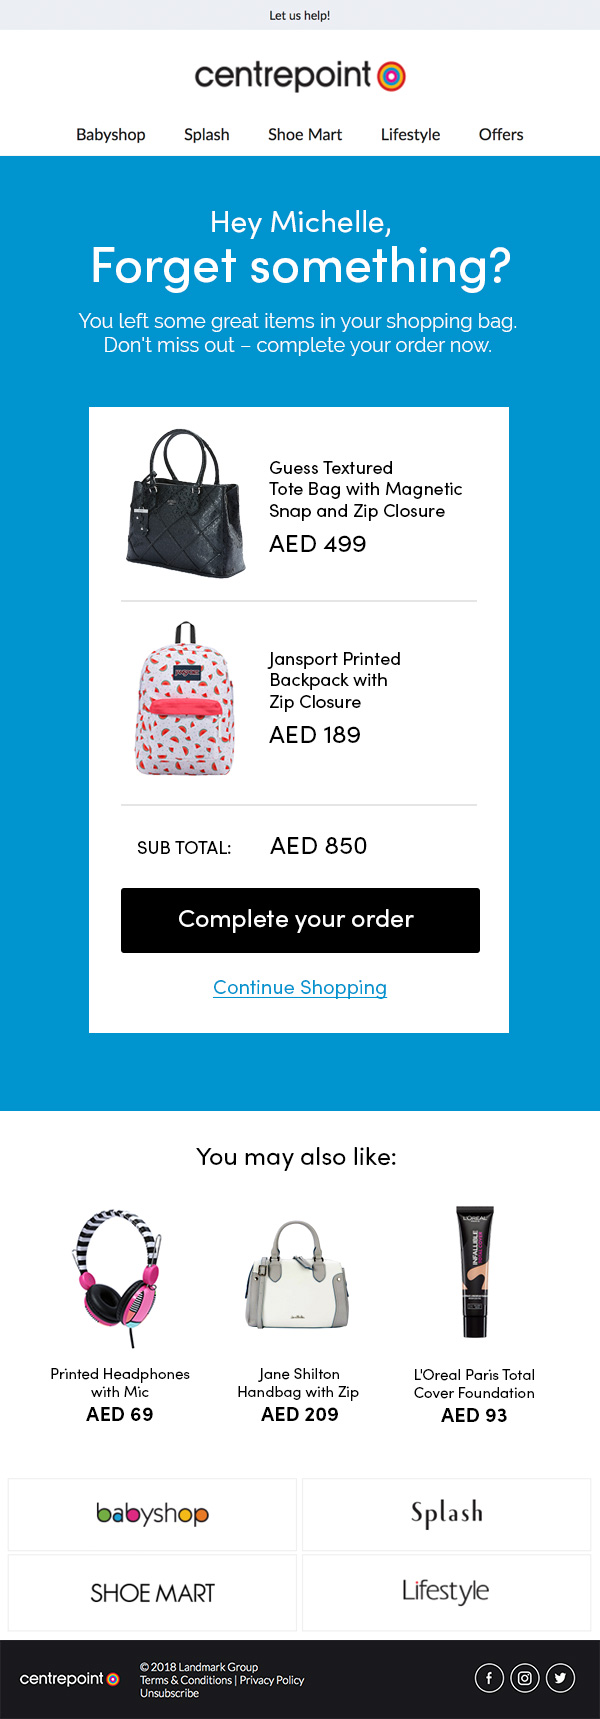 Let us help!
centrepoint
Babyshop Splash Shoe Mart Lifestyle Offers
Hey Michelle,
Forget something?
You left some great items in your shopping bag.
Don't miss out – complete your order now.
Guess Textured
Tote Bag with Magnetic
Snap and Zip Closure
AED 499
JANSPORT
Jansport Printed
Backpack with
Zip Closure
AED 189
SUB TOTAL: AED 850
Complete your order
Continue Shopping
You may also like:
L'OREAL
INFALLIBLE
Printed Headphones
with Mic
AED 69
Jane Shilton
Handbag with Zip
AED 209
L'Oreal Paris Total
Cover Foundation
AED 93
babyshop
Splash
SHOE MART
Lifestyle
centrepoint
© 2018 Landmark Group
Terms & Conditions | Privacy Policy
Unsubscribe